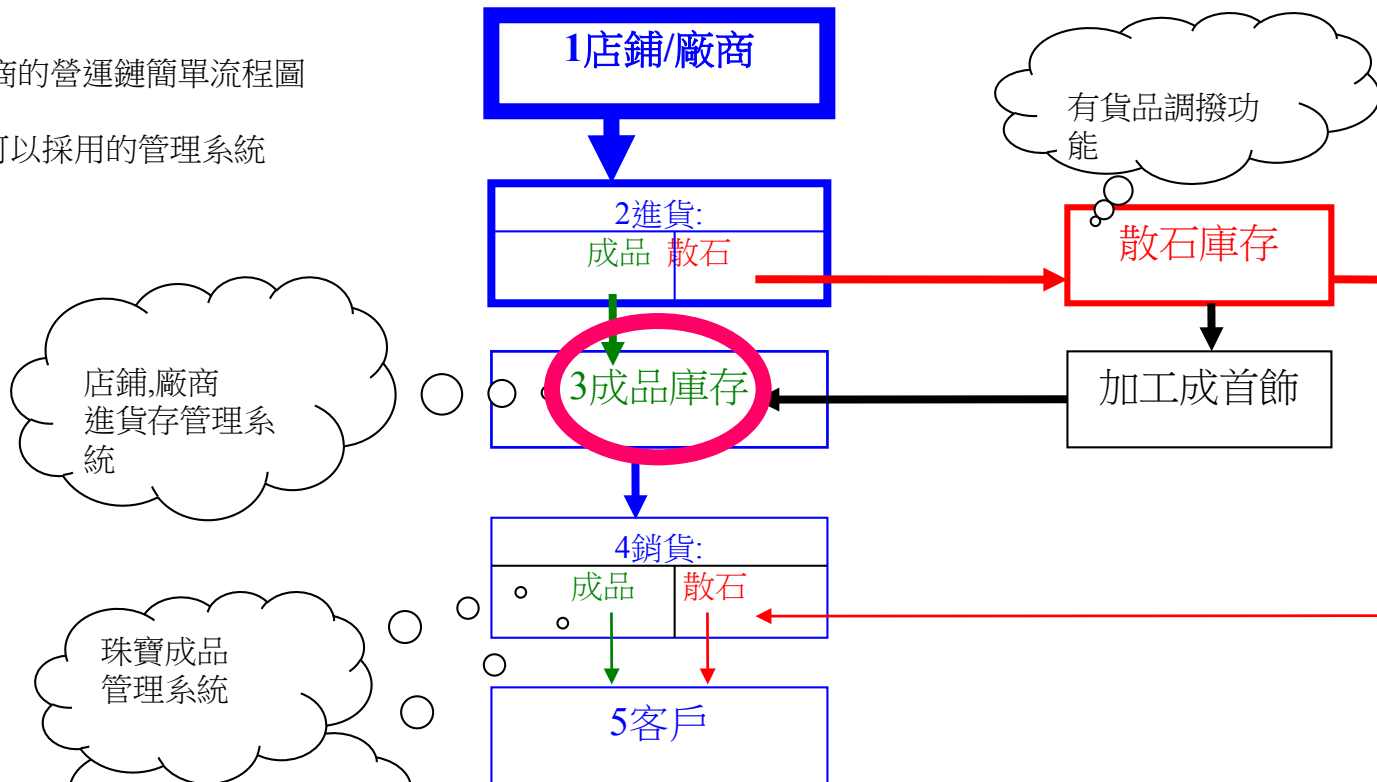 商的營運鏈簡單流程圖
可以採用的管理系統
1店鋪/廠商
有貨品調撥功
能
2進貨:
成品 散石
散石庫存
店鋪,廠商
進貨存管理系
統
3成品庫存
加工成首飾
4銷貨:
成品 散石
珠寶成品
管理系統
5客戶